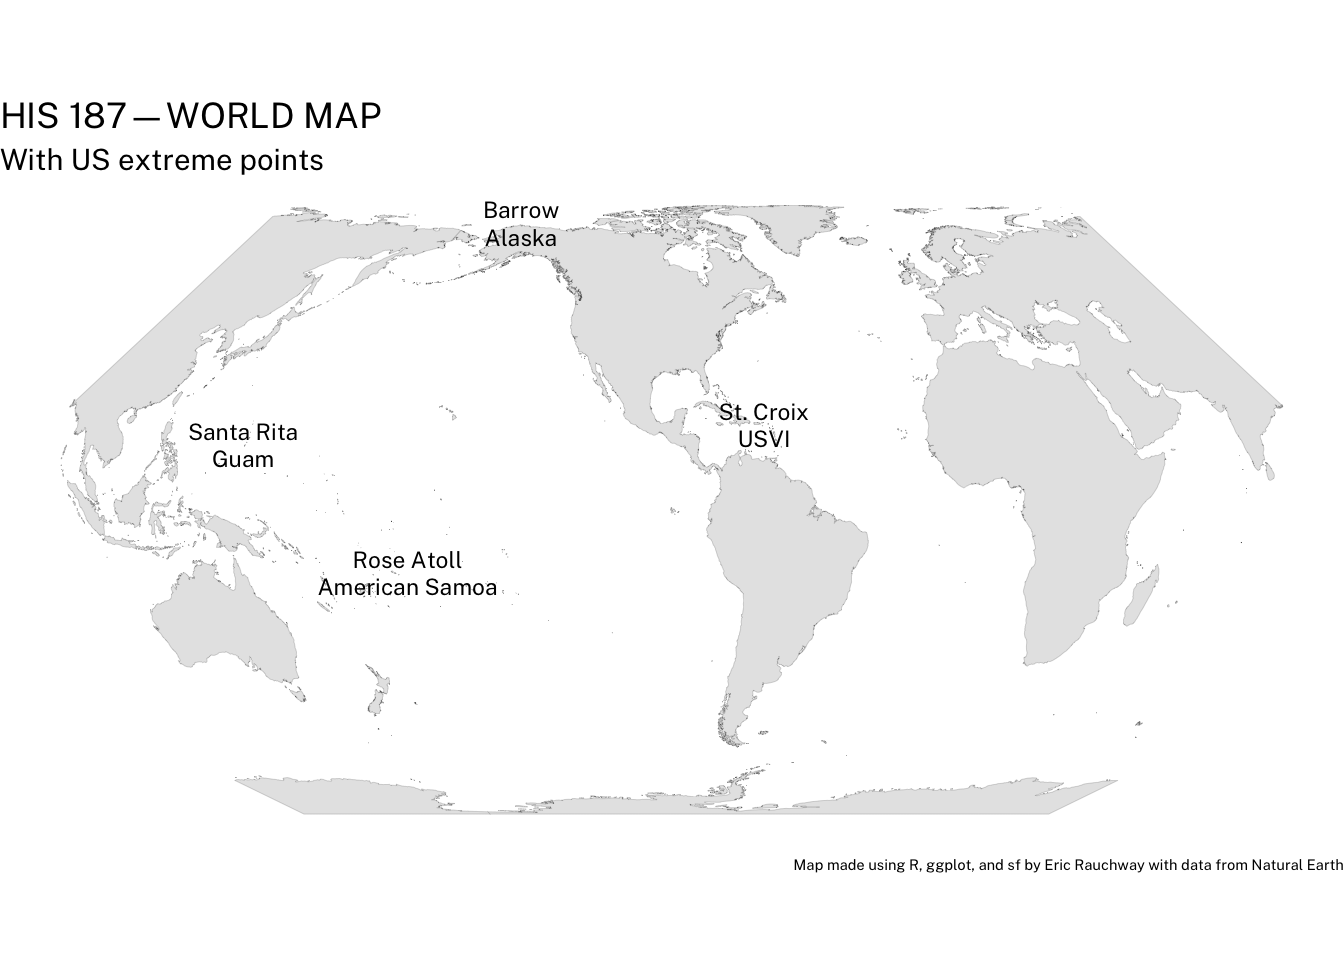 HIS 187—WORLD MAP
With US extreme points
Barrow
Alaska
St. Croix
USVI
Santa Rita
Guam
Rose Atoll
American Samoa
Map made using R, ggplot, and sf by Eric Rauchway with data from Natural Earth